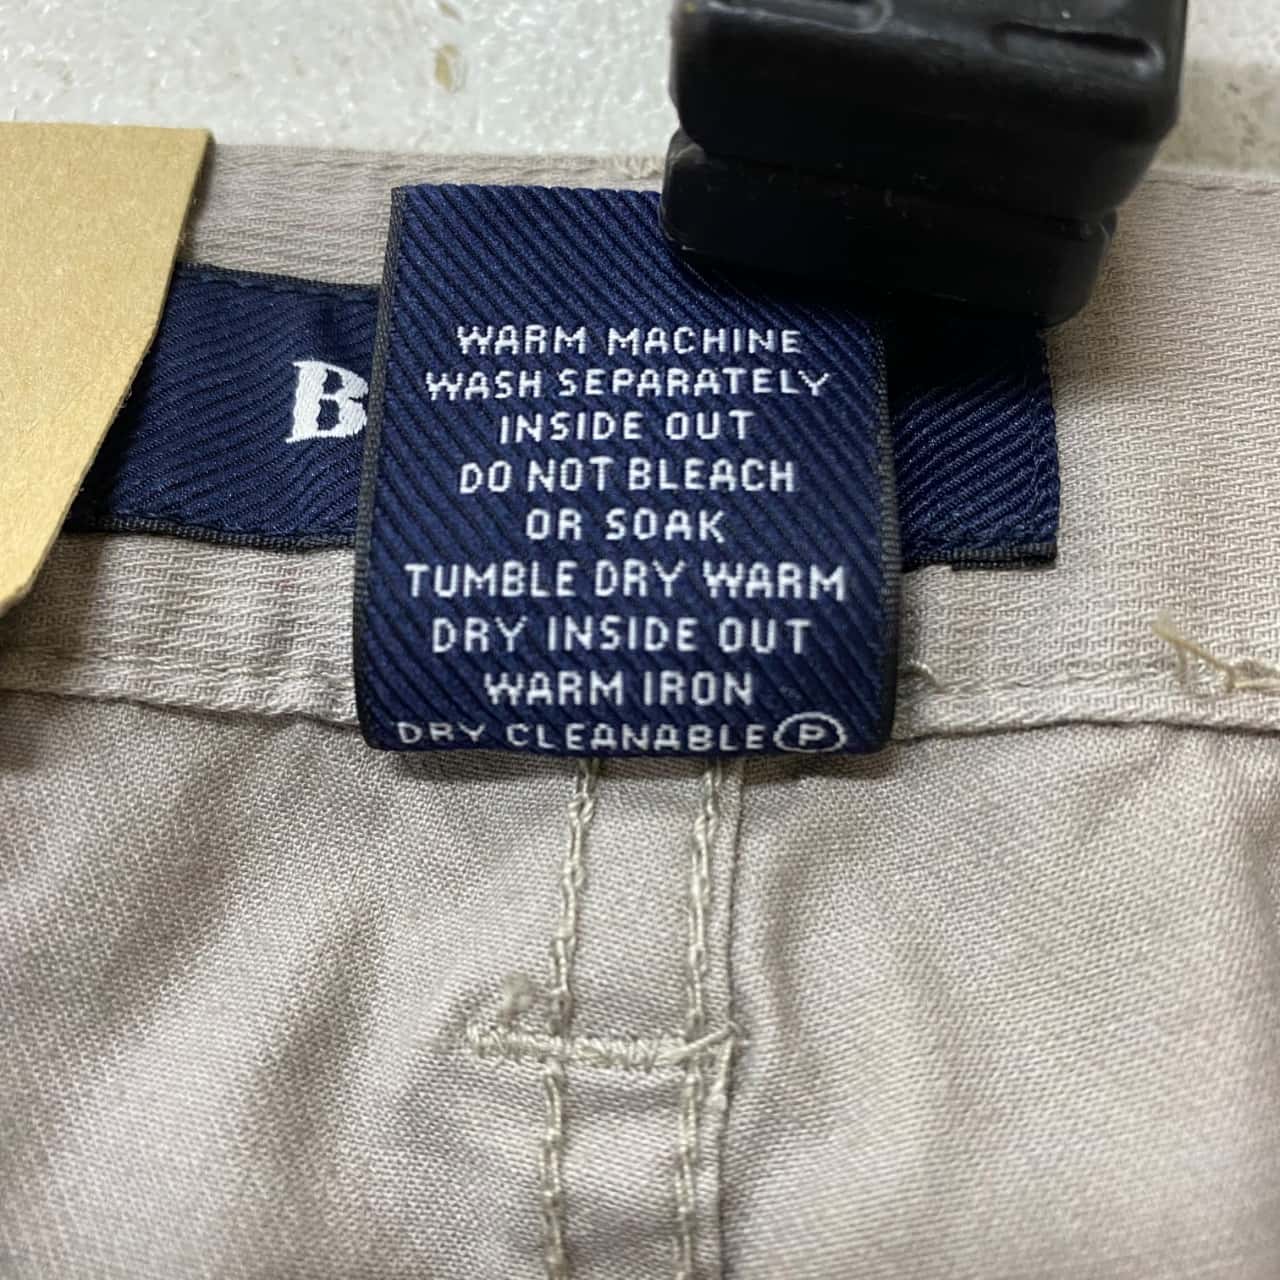 B
WARM MACHINE
WASH SEPARATELY
INSIDE OUT
DO NOT BLEACH
OR SOAK
TUMBLE DRY WARM
DRY INSIDE OUT
WARM IRON
DRY CLEANABLE Ⓟ